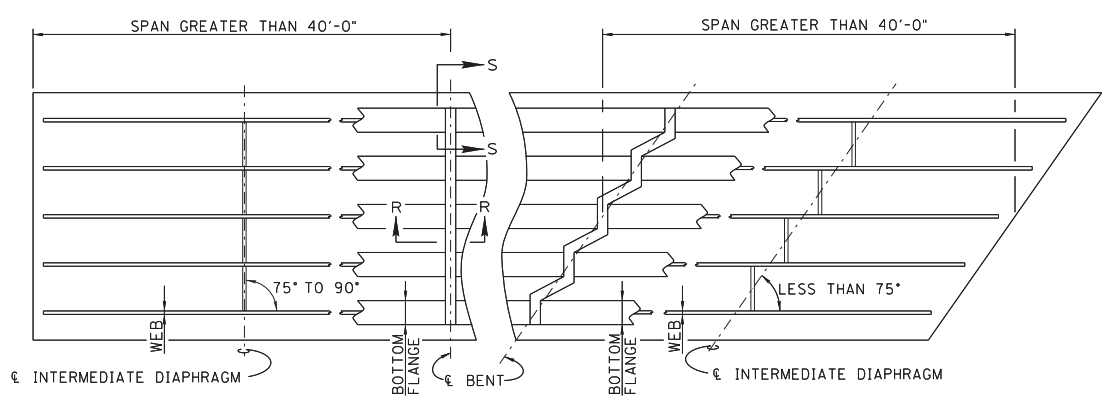 SPAN GREATER THAN 40'-0"
SPAN GREATER THAN 40'-0"
S
S
R
R
75° TO 90°
LESS THAN 75°
WEB
BOTTOM
FLANGE
BOTTOM
FLANGE
WEB
℄ INTERMEDIATE DIAPHRAGM
℄ BENT
℄ INTERMEDIATE DIAPHRAGM